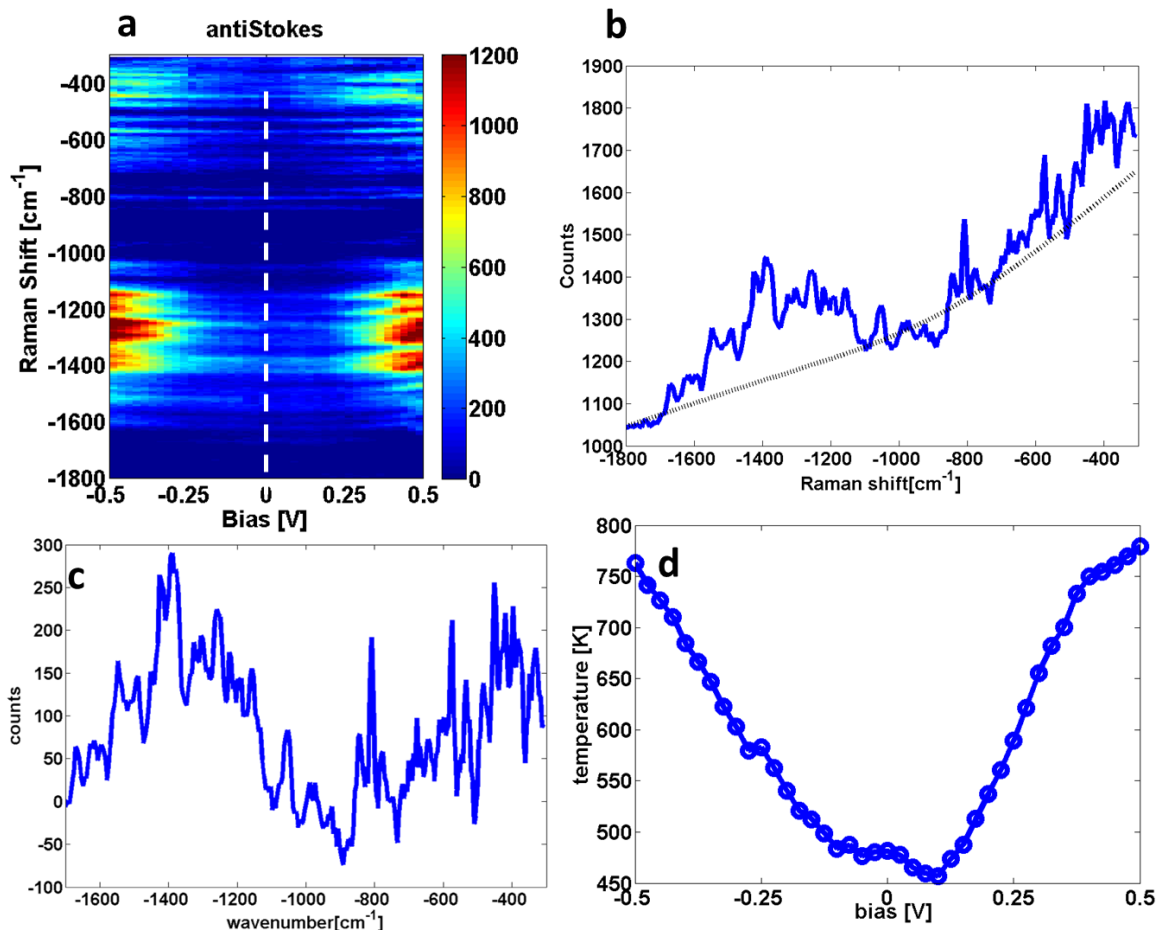 a
antiStokes
-400
-600
-800
-1000
-1200
-1400
-1600
-1800
Raman Shift [cm-1]
-0.5 -0.25 0 0.25 0.5
Bias [V]
1200
1000
800
600
400
200
0
b
1900
1800
1700
1600
1500
1400
1300
1200
1100
1000
Counts
-1800 -1600 -1400 -1200 -1000 -800 -600 -400
Raman shift[cm-1]
c
300
250
200
150
100
50
0
-50
-100
counts
-1600 -1400 -1200 -1000 -800 -600 -400
wavenumber[cm-1]
d
800
750
700
650
600
550
500
450
temperature [K]
-0.5 -0.25 0 0.25 0.5
bias [V]